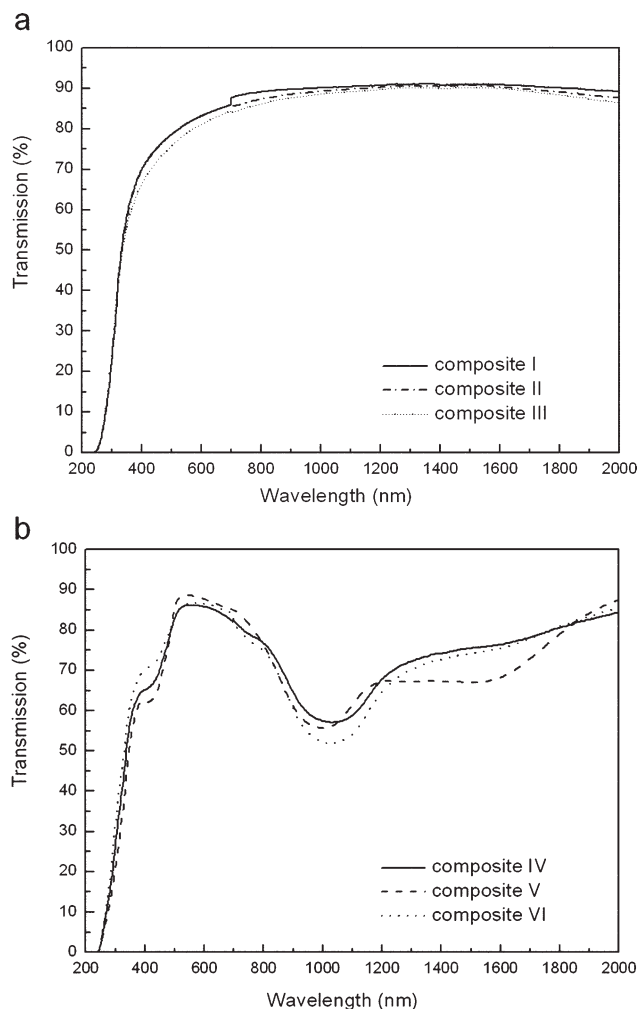 a
100
90
80
70
60
50
40
30
20
10
0
Transmission (%)
composite I
composite II
composite III
200 400 600 800 1000 1200 1400 1600 1800 2000
Wavelength (nm)
b
100
90
80
70
60
50
40
30
20
10
0
Transmission (%)
composite IV
composite V
composite VI
200 400 600 800 1000 1200 1400 1600 1800 2000
Wavelength (nm)